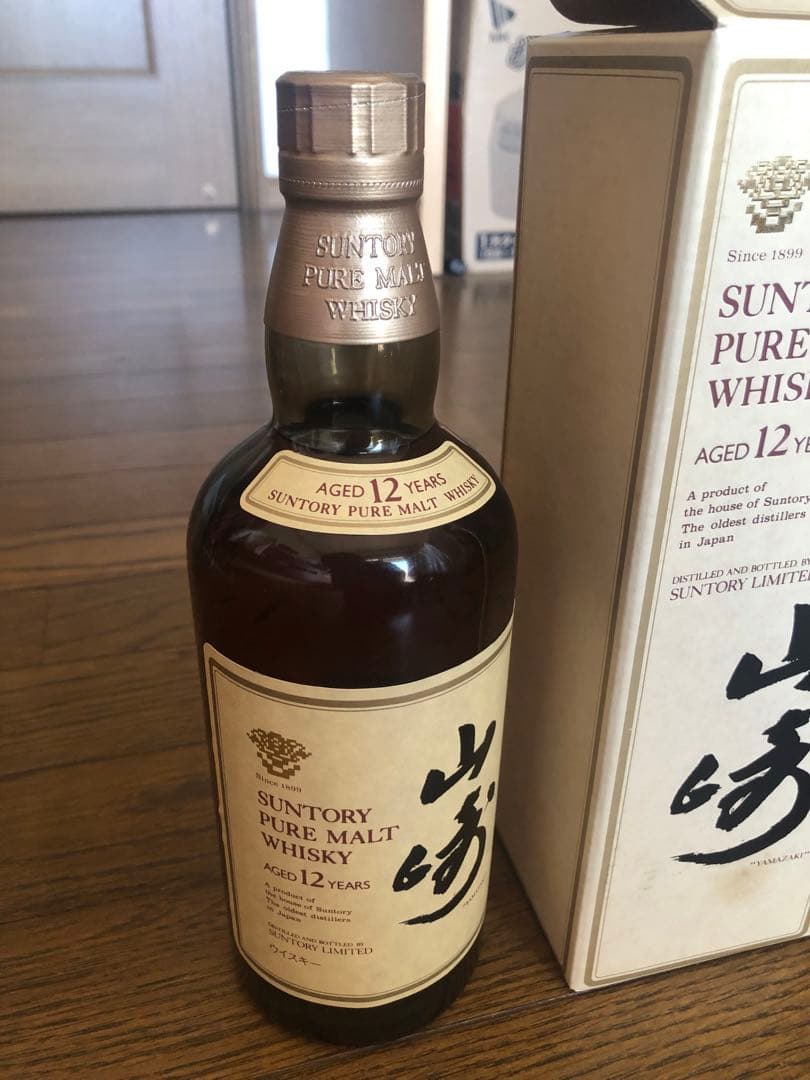 SUNTORY
PURE MALT
WHISKY
AGED 12 YEARS
SUNTORY PURE MALT WHISKY
Since 1899
SUNTORY
PURE MALT
WHISKY
AGED 12 YEARS
A product of
the house of Suntory
The oldest distillers
in Japan
DISTILLED AND BOTTLED BY
SUNTORY LIMITED
ウイスキー
山崎
Since 1899
SUNT
PURE
WHIS
AGED 12 YE
A product of
the house of Suntory
The oldest distillers
in Japan
DISTILLED AND BOTTLED BY
SUNTORY LIMITED
山崎
"YAMAZAKI"